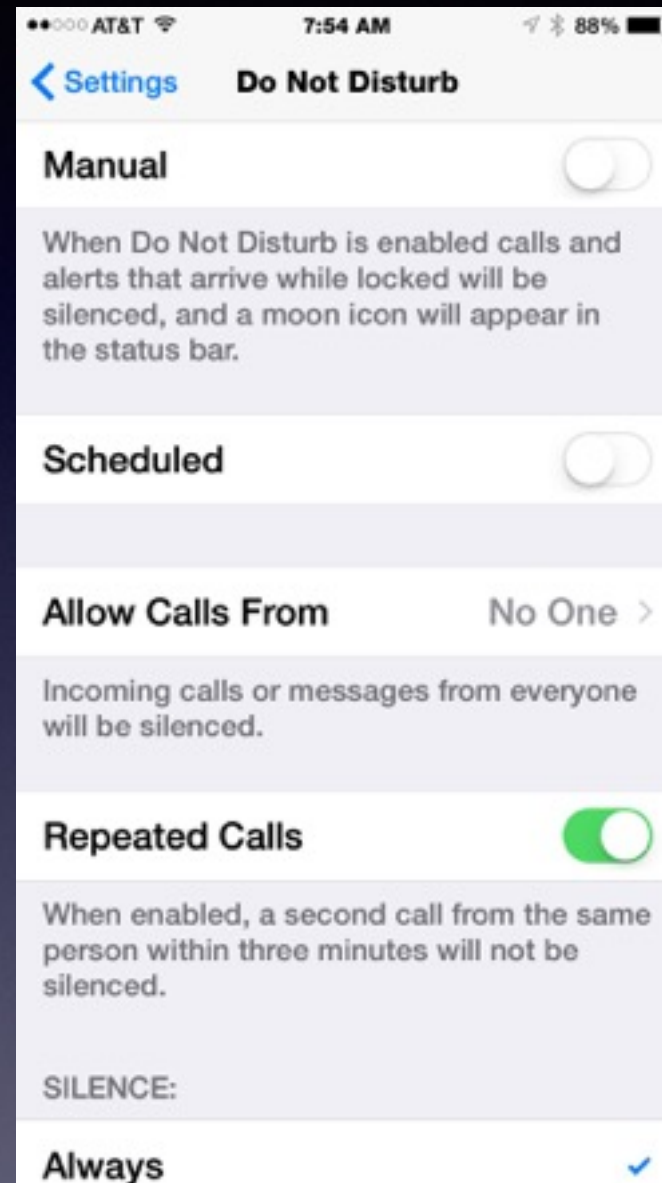 AT&T 7:54 AM 88%
Settings Do Not Disturb
Manual
When Do Not Disturb is enabled calls and
alerts that arrive while locked will be
silenced, and a moon icon will appear in
the status bar.
Scheduled
Allow Calls From No One >
Incoming calls or messages from everyone
will be silenced.
Repeated Calls
When enabled, a second call from the same
person within three minutes will not be
silenced.
SILENCE:
Always